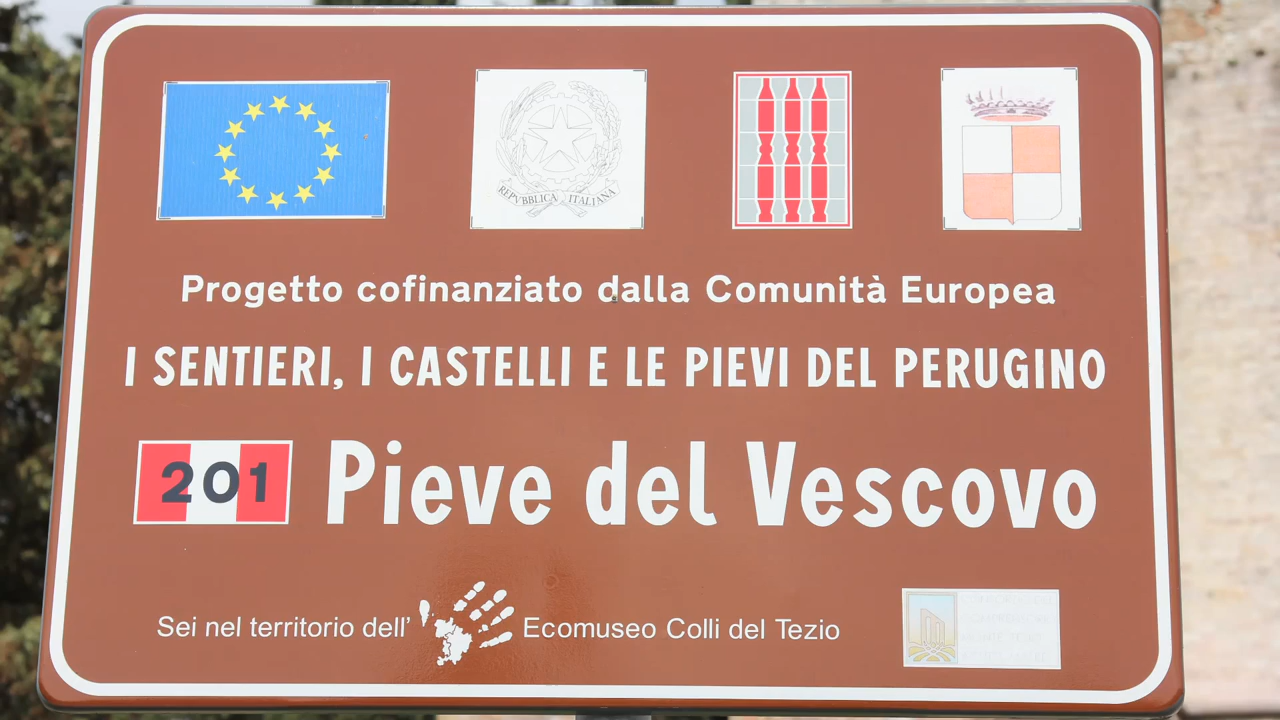 REPVBBLICA ITALIANA
Progetto cofinanziato dalla Comunità Europea
I SENTIERI, I CASTELLI E LE PIEVI DEL PERUGINO
201 Pieve del Vescovo
Sei nel territorio dell' Ecomuseo Colli del Tezio